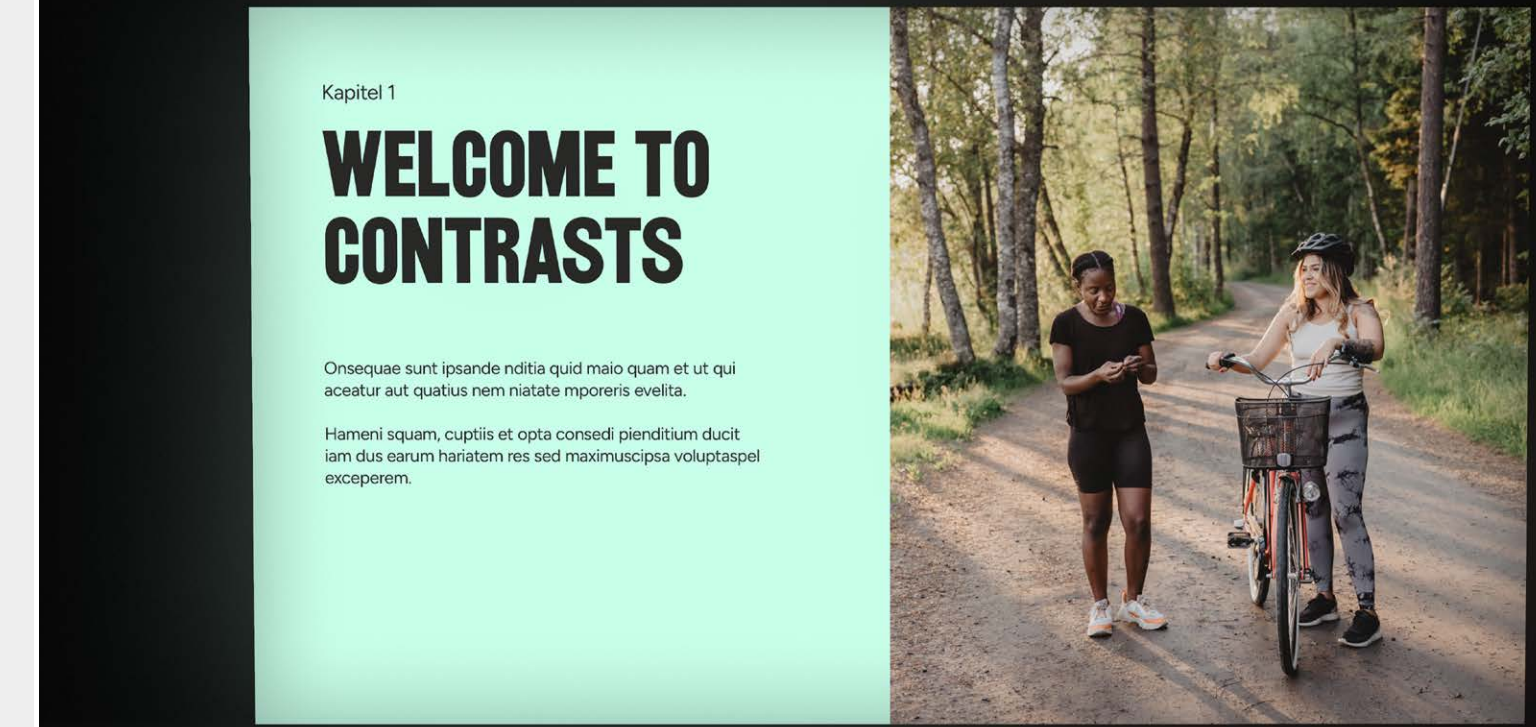 Kapitel 1
WELCOME TO
CONTRASTS
Onsequae sunt ipsande nditia quid maio quam et ut qui
aceatur aut quatius nem niatate mporeris evelita.
Hameni squam, cuptiis et opta consedi pienditium ducit
iam dus earum hariatem res sed maximuscipsa voluptaspel
exceperem.